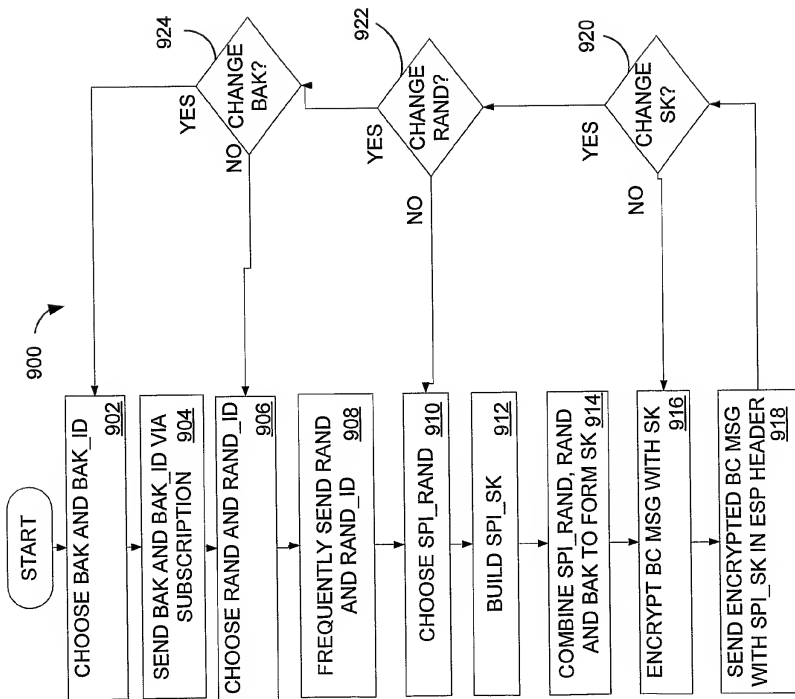 900
START
CHOOSE BAK AND BAK_ID
902
SEND BAK AND BAK_ID VIA
SUBSCRIPTION
904
CHOOSE RAND AND RAND_ID
906
FREQUENTLY SEND RAND
AND RAND_ID
908
CHOOSE SPI_RAND
910
BUILD SPI_SK
912
COMBINE SPI_RAND, RAND
AND BAK TO FORM SK
914
ENCRYPT BC MSG WITH SK
916
SEND ENCRYPTED BC MSG
WITH SPI_SK IN ESP HEADER
918
CHANGE
SK?
920
YES
NO
CHANGE
RAND?
922
YES
NO
CHANGE
BAK?
924
YES
NO